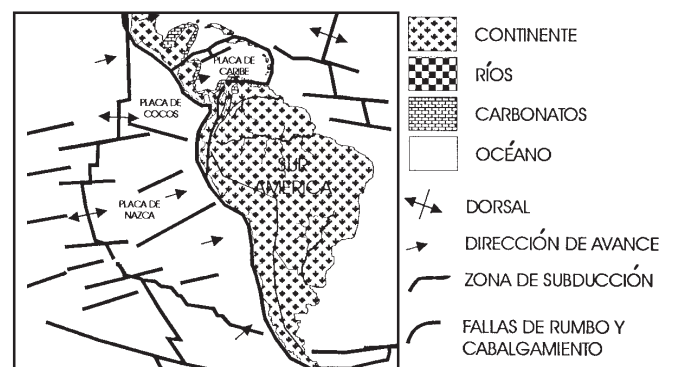 PLACA DE
CARIBE
PLACA DE
COCOS
SUR
AMERICA
PLACA DE
NAZCA
CONTINENTE
RÍOS
CARBONATOS
OCÉANO
DORSAL
DIRECCIÓN DE AVANCE
ZONA DE SUBDUCCIÓN
FALLAS DE RUMBO Y
CABALGAMIENTO